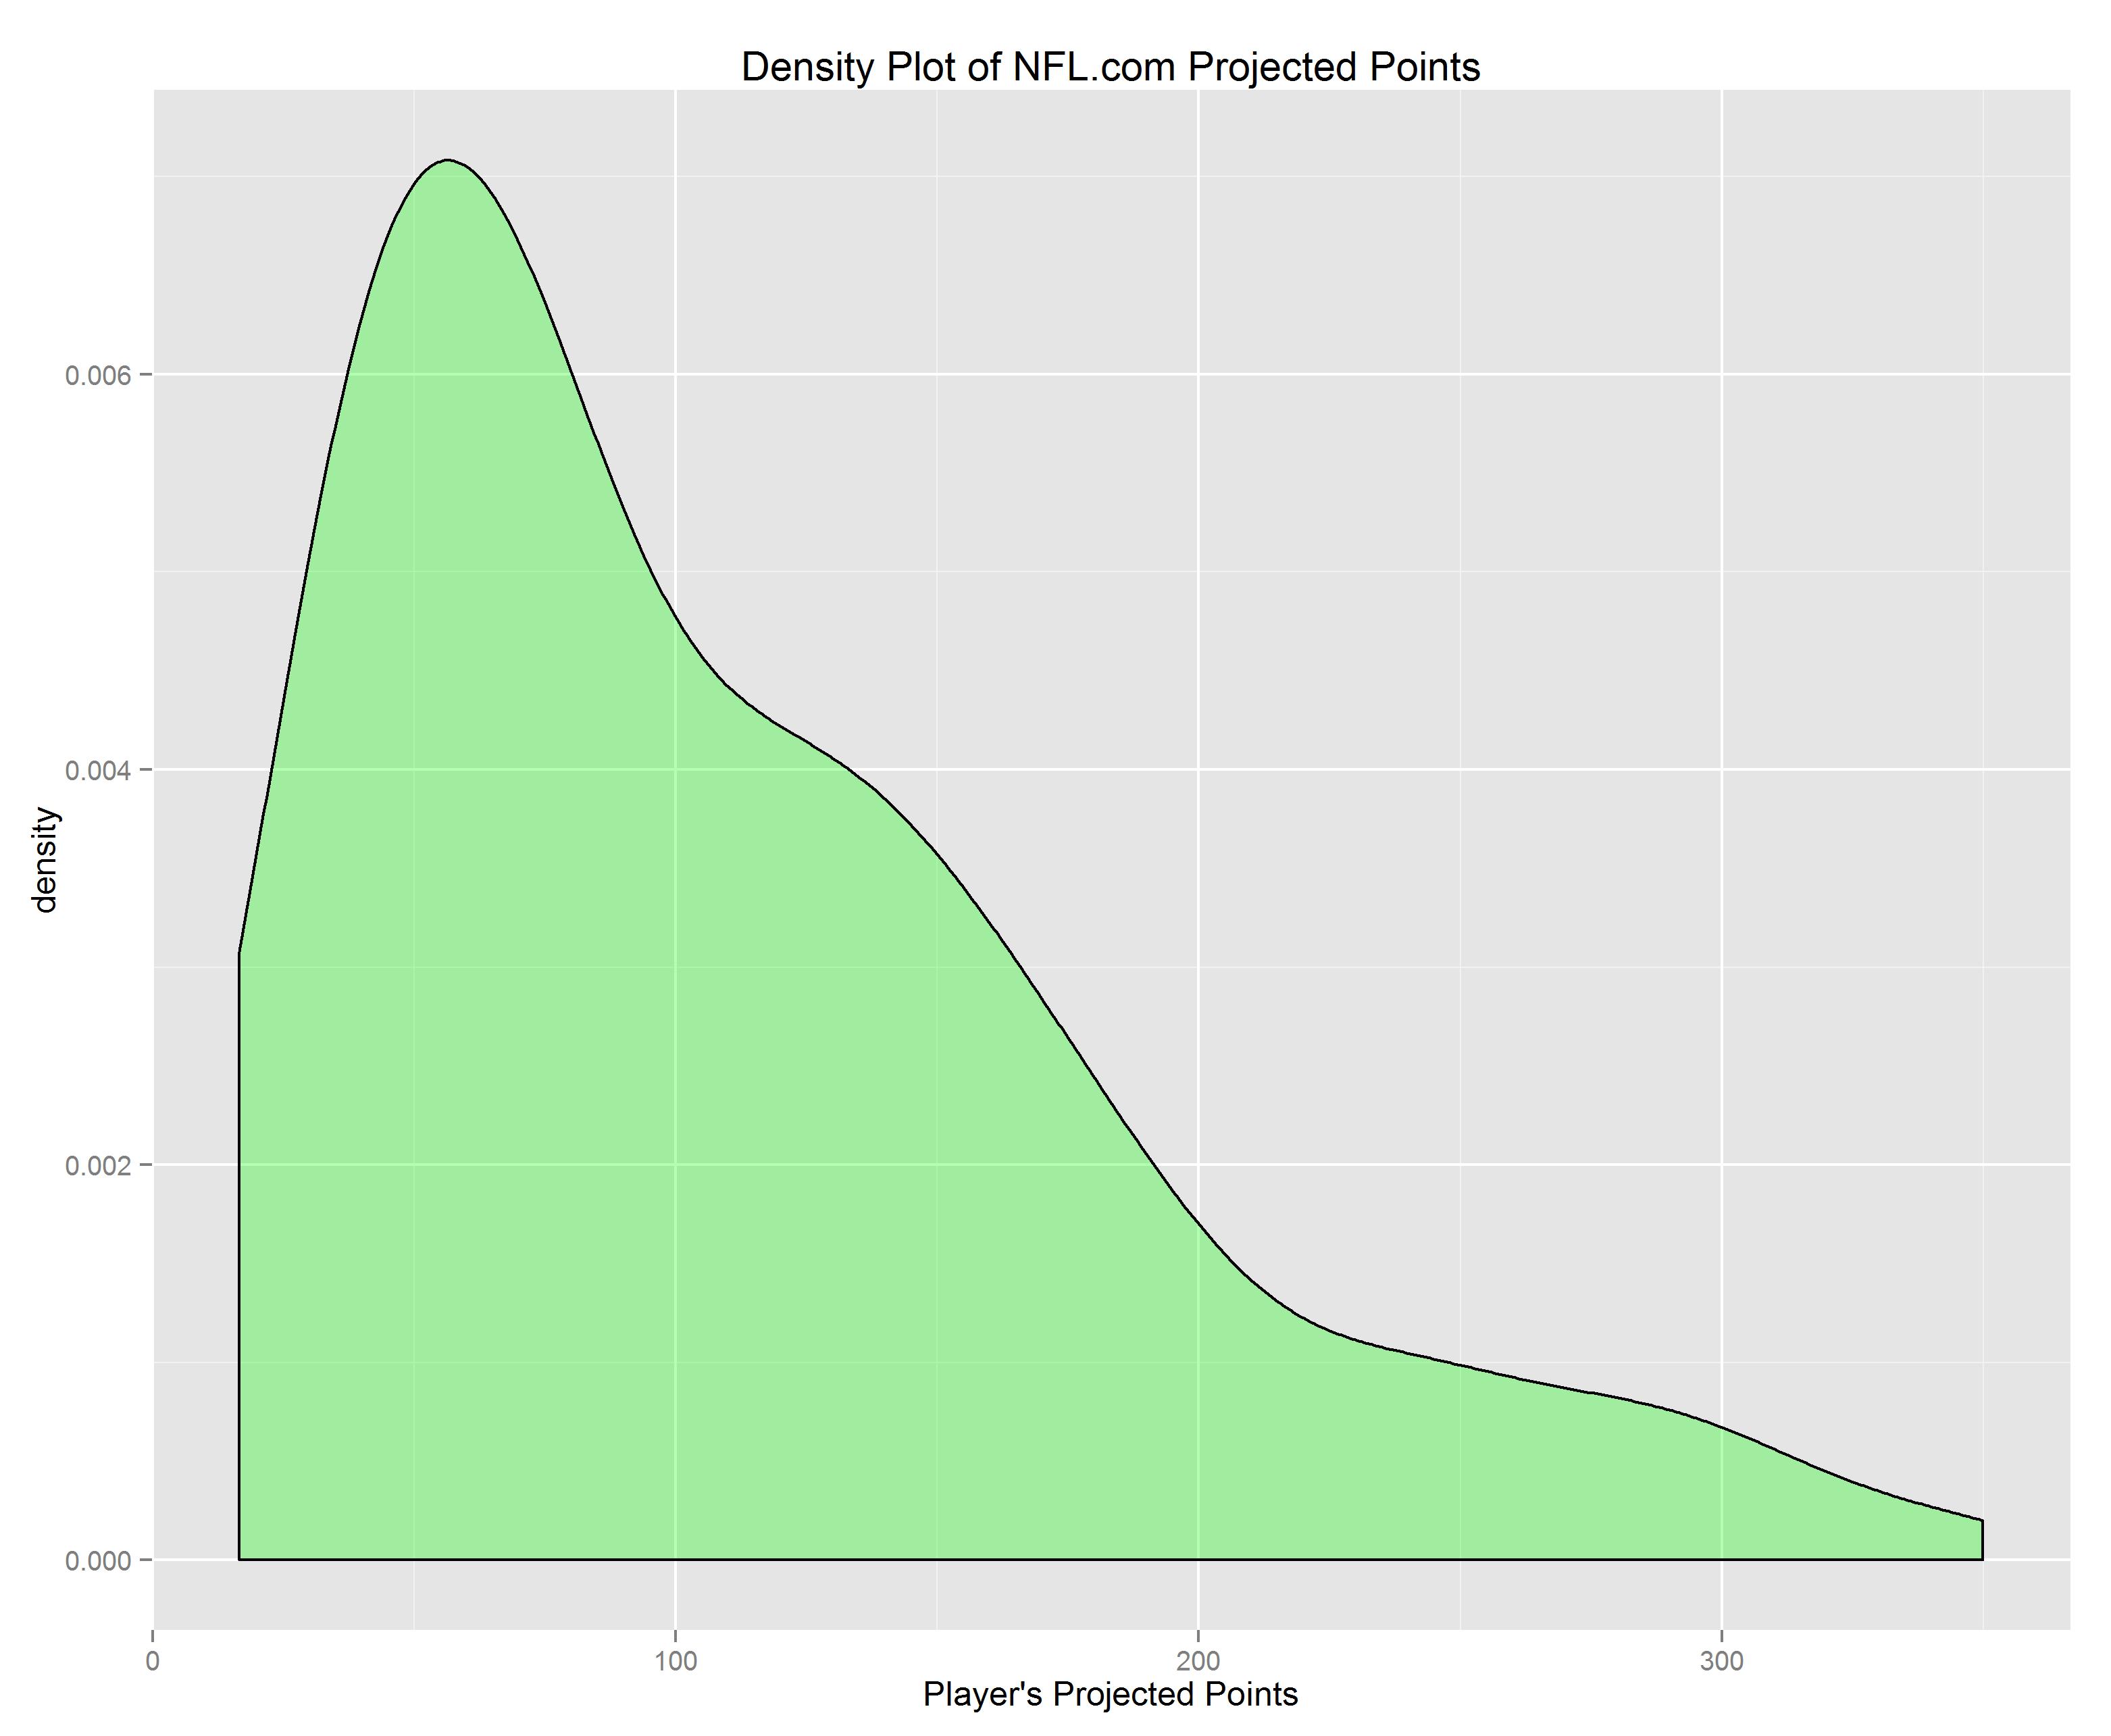 Density Plot of NFL.com Projected Points
density
0.006
0.004
0.002
0.000
0 100 200 300
Player's Projected Points